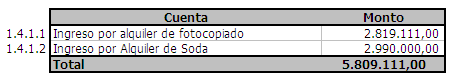 Cuenta Monto
1.4.1.1 Ingreso por alquiler de fotocopiado 2.819.111,00
1.4.1.2 Ingreso por Alquiler de Soda 2.990.000,00
Total 5.809.111,00